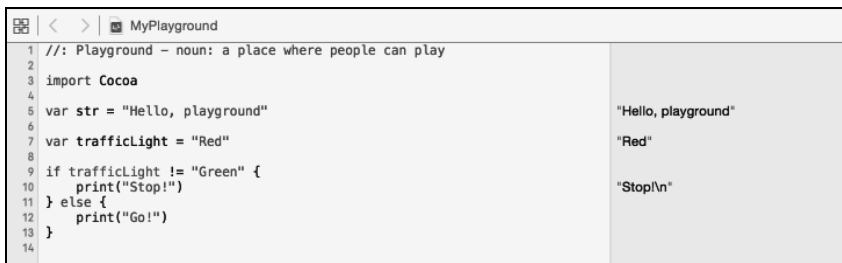 MyPlayground
1 //: Playground – noun: a place where people can play "
2
3 import Cocoa
4
5 var str = "Hello, playground" "Hello, playground"
6
7 var trafficLight = "Red" "Red"
8
9 if trafficLight != "Green" {
10 print("Stop!") "Stop!\n"
11 } else {
12 print("Go!")
13 }
14